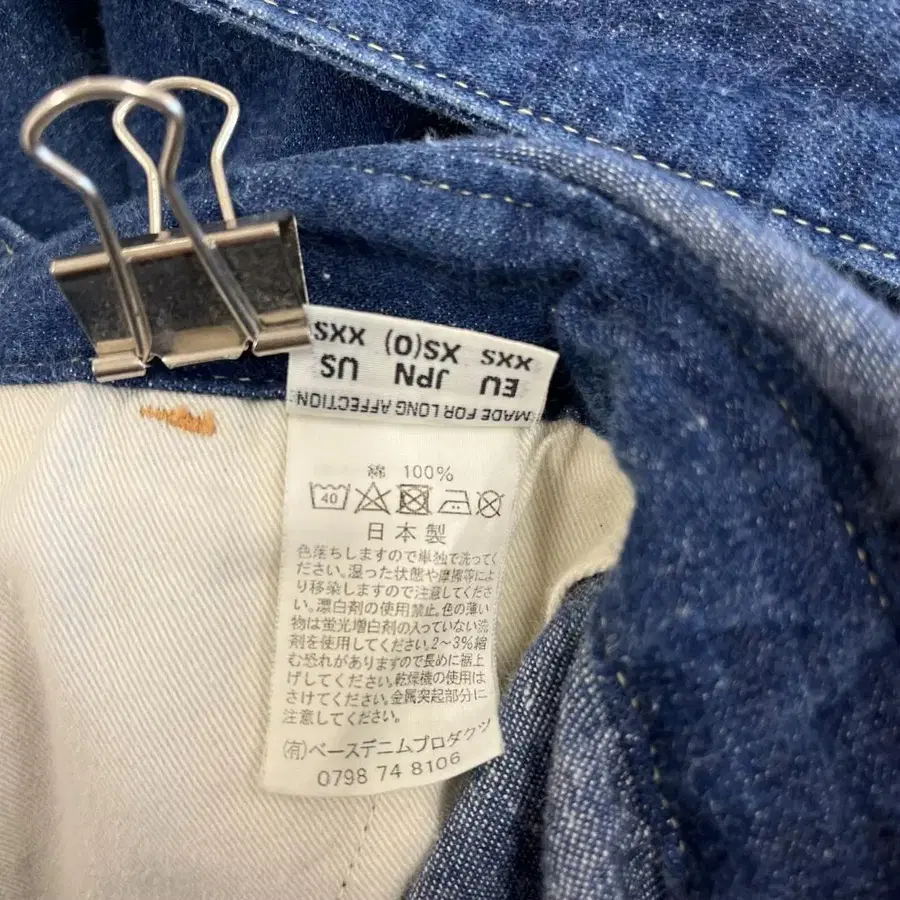 MADE FOR LONG AFFECTION
EU JPN US
XXS XS(0) XXS
綿 100%
40
日本製
色落ちしますので単独で洗ってく
ださい。湿った状態や摩擦等によ
り移染しますので注意してくださ
い。漂白剤の使用禁止。色の薄い
物は蛍光増白剤の入っていない洗
剤を使用してください。2〜3%縮
む恐れがありますので長めに裾上
げしてください。乾燥機の使用は
さけてください。金属突起部分に
注意してください。
(有)ベースデニムプロダクツ
0798 74 8106